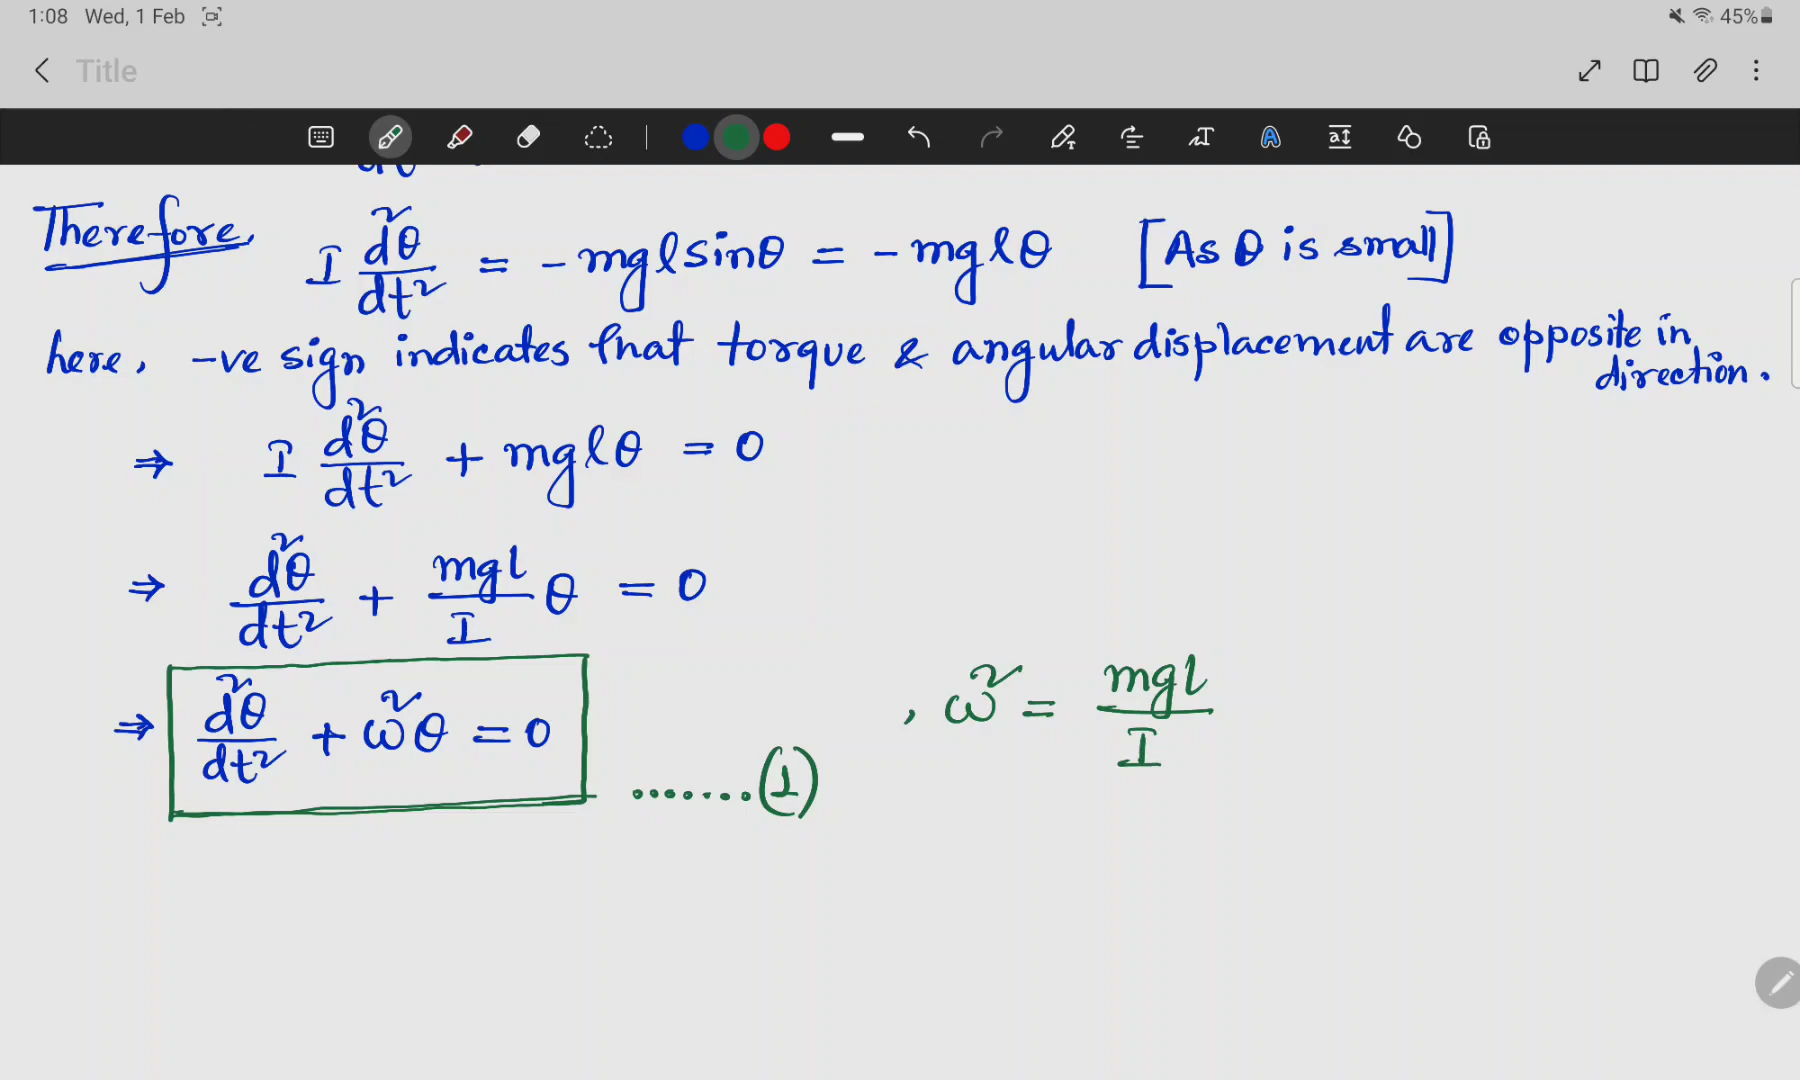 1:08 Wed, 1 Feb 45%
Title
Therefore, I d²θ/dt² = -mglsinθ = -mglθ [As θ is small]
here, -ve sign indicates that torque & angular displacement are opposite in direction.
⇒ I d²θ/dt² + mglθ = 0
⇒ d²θ/dt² + mgl/I θ = 0
⇒ d²θ/dt² + ω²θ = 0 .......(1) , ω² = mgl/I